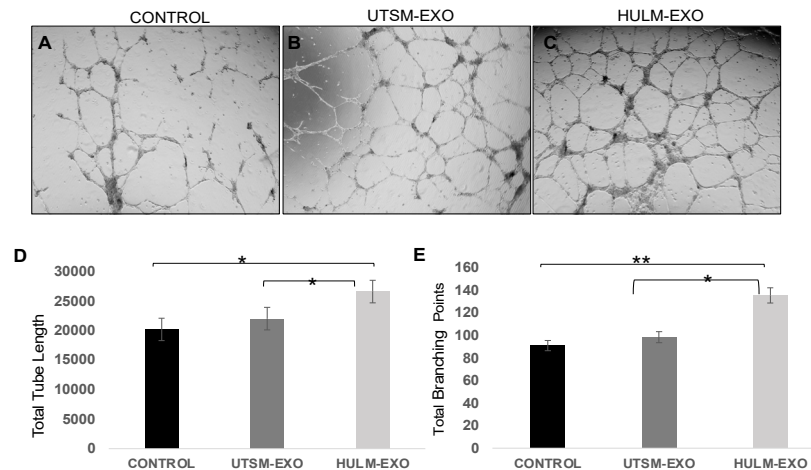 CONTROL UTSM-EXO HULM-EXO
A B C
D E
* **
* *
Total Tube Length
30000
25000
20000
15000
10000
5000
0
CONTROL UTSM-EXO HULM-EXO
Total Branching Points
160
140
120
100
80
60
40
20
0
CONTROL UTSM-EXO HULM-EXO